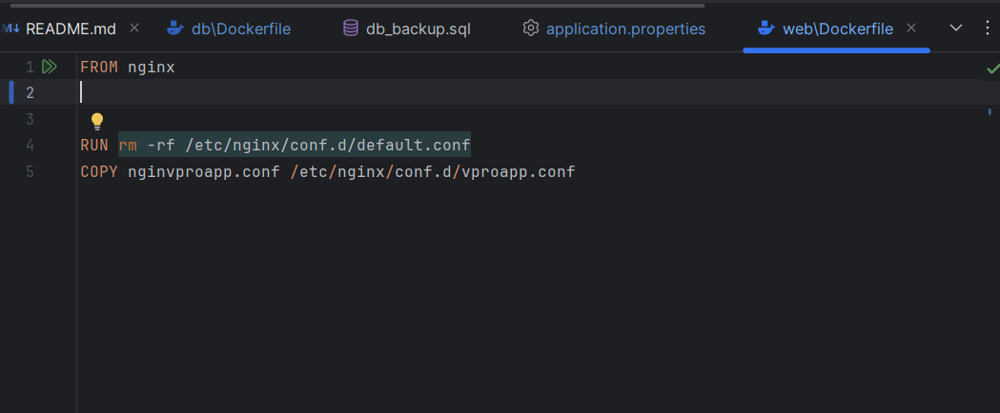 M↓ README.md db\Dockerfile db_backup.sql application.properties web\Dockerfile
1 FROM nginx
2
3
4 RUN rm -rf /etc/nginx/conf.d/default.conf
5 COPY nginvproapp.conf /etc/nginx/conf.d/vproapp.conf